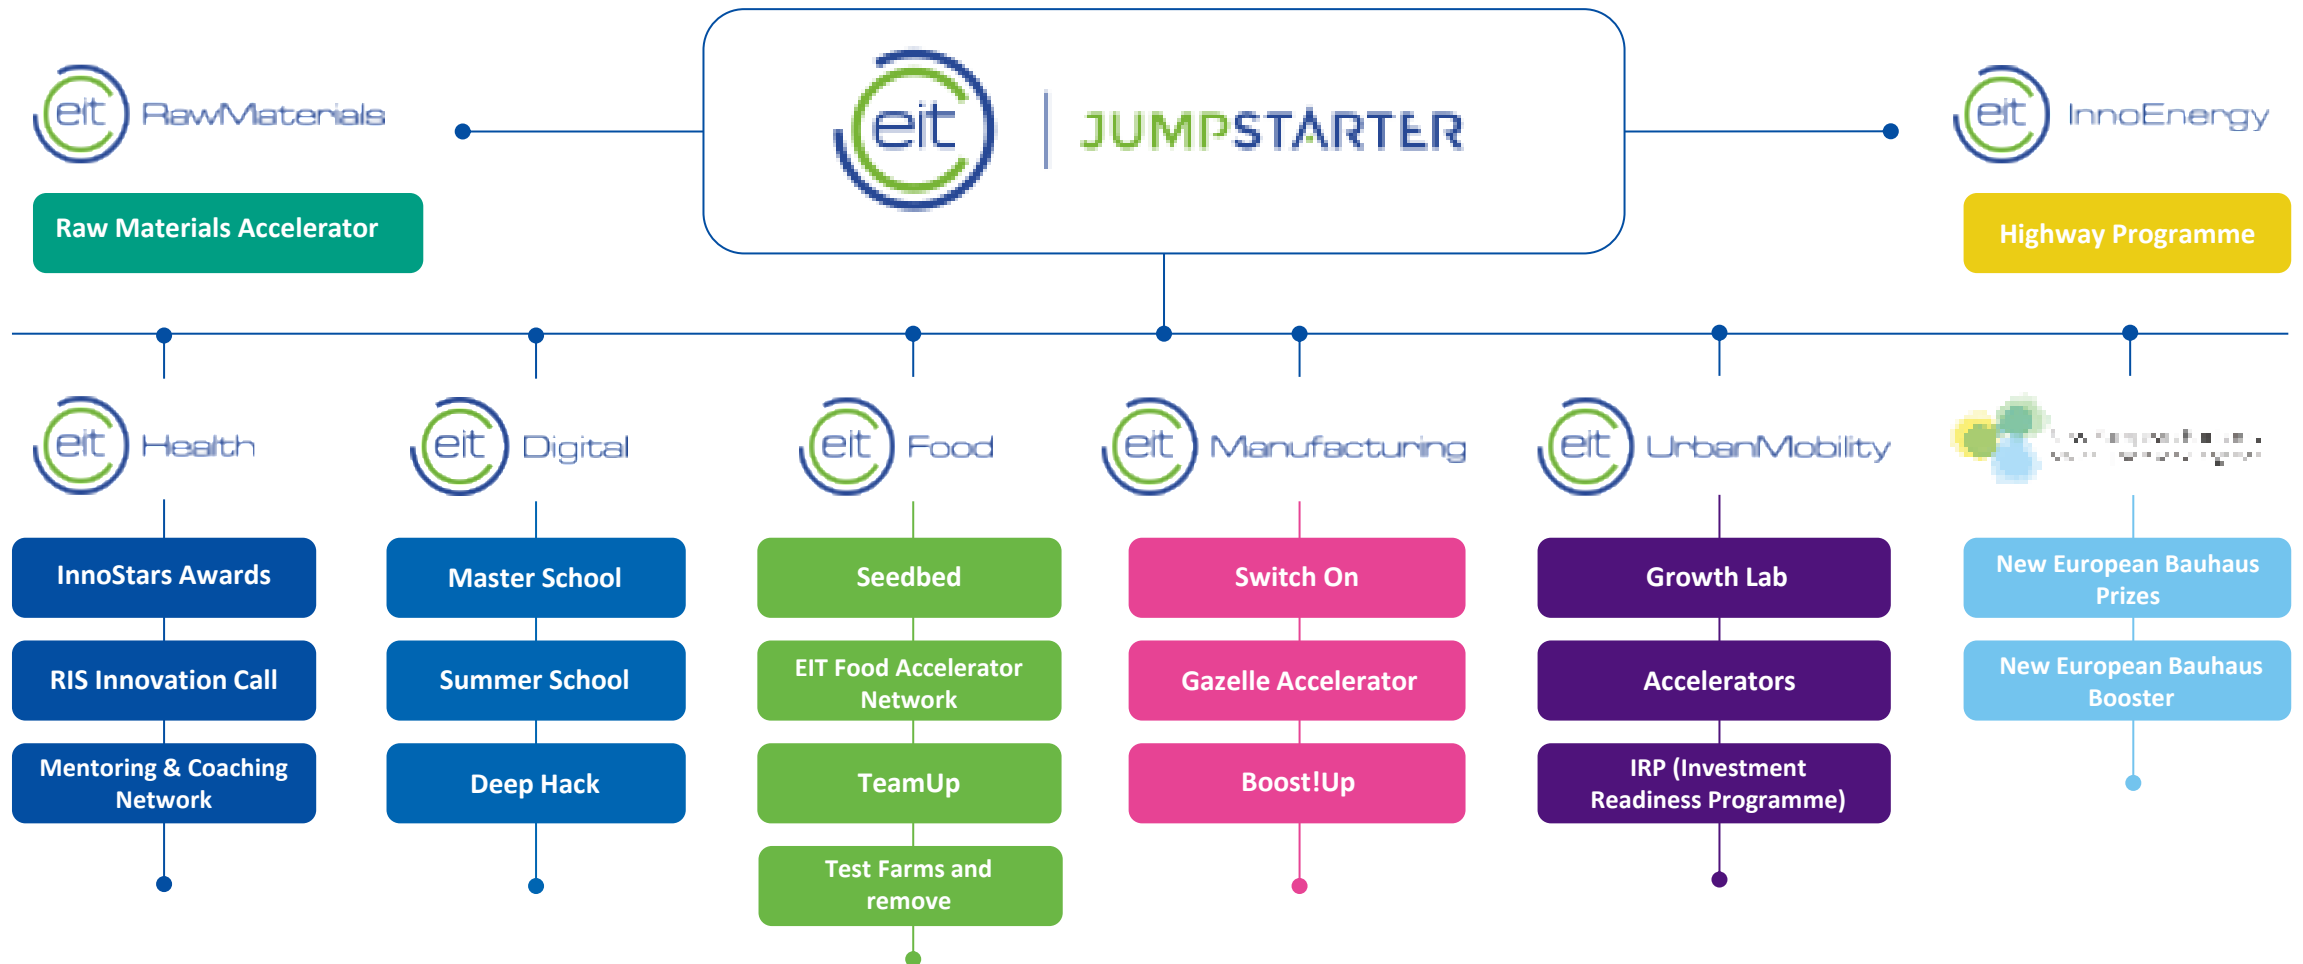 eit RawMaterials
eit JUMPSTARTER
eit InnoEnergy
Raw Materials Accelerator
Highway Programme
eit Health
eit Digital
eit Food
eit Manufacturing
eit UrbanMobility
InnoStars Awards
RIS Innovation Call
Mentoring & Coaching
Network
Master School
Summer School
Deep Hack
Seedbed
EIT Food Accelerator
Network
TeamUp
Test Farms and
remove
Switch On
Gazelle Accelerator
Boost!Up
Growth Lab
Accelerators
IRP (Investment
Readiness Programme)
New European Bauhaus
Prizes
New European Bauhaus
Booster